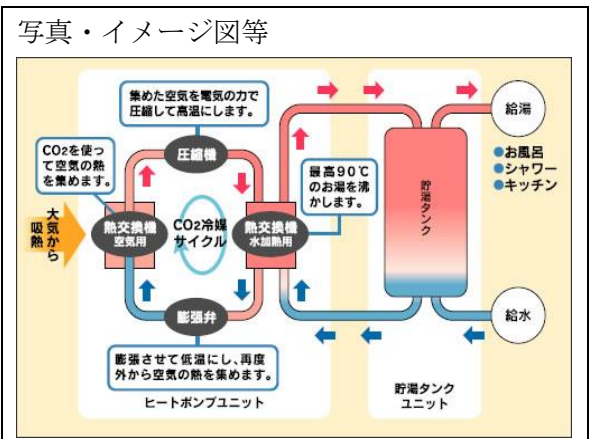 写真・イメージ図等
集めた空気を電気の力で
圧縮して高温にします。
CO2を使っ
て空気の熱
を集めます。
圧縮機
大気から
吸熱
熱交換機
空気用
CO2冷媒
サイクル
熱交換機
水加熱用
最高90℃
のお湯を沸
かします。
膨張弁
膨張させて低温にし、再度
外から空気の熱を集めます。
ヒートポンプユニット
貯湯タンク
貯湯タンク
ユニット
給湯
●お風呂
●シャワー
●キッチン
給水